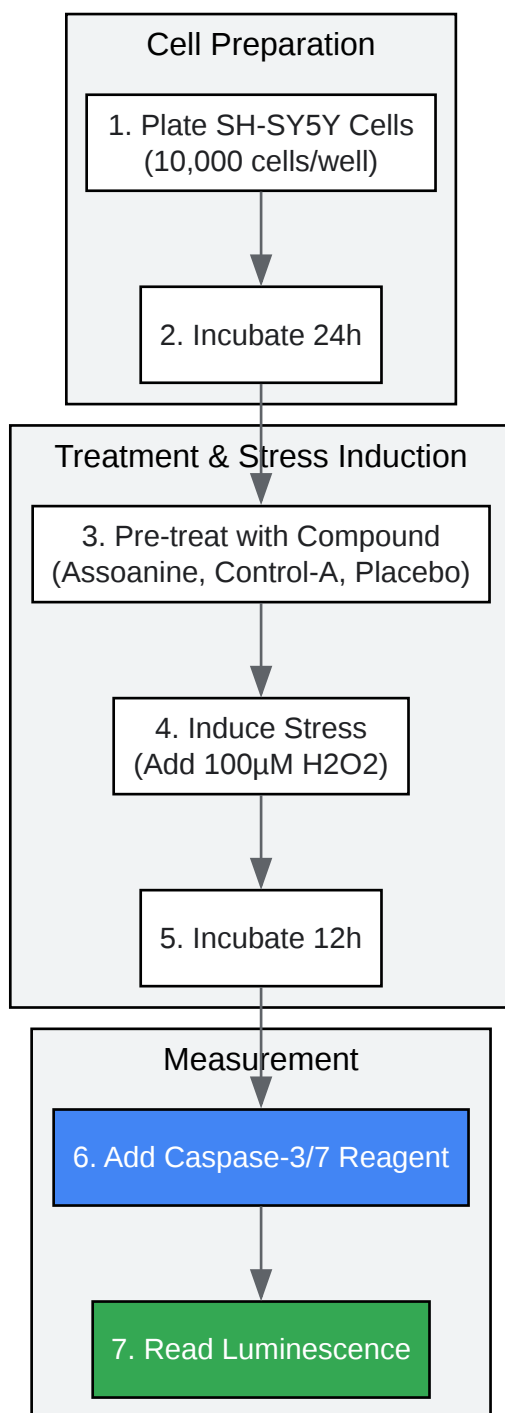 Cell Preparation
1. Plate SH-SY5Y Cells
(10,000 cells/well)
2. Incubate 24h
Treatment & Stress Induction
3. Pre-treat with Compound
(Assoanine, Control-A, Placebo)
4. Induce Stress
(Add 100µM H2O2)
5. Incubate 12h
Measurement
6. Add Caspase-3/7 Reagent
7. Read Luminescence